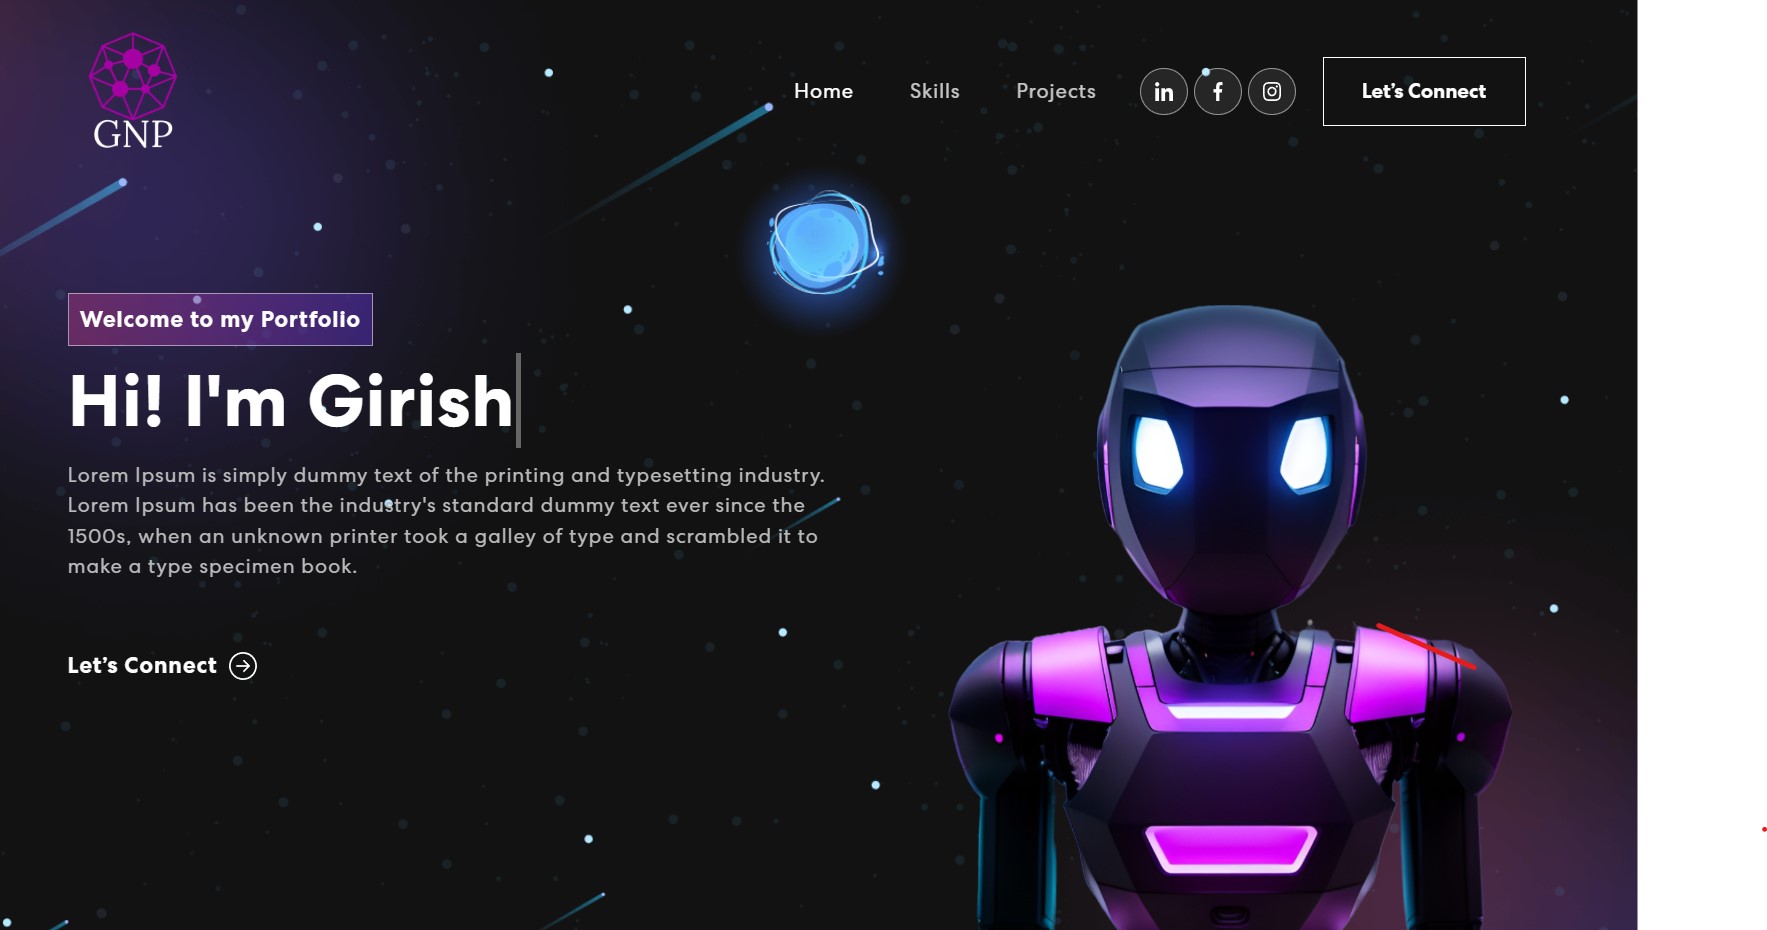 GNP
Home
Skills
Projects
Let's Connect
Welcome to my Portfolio
Hi! I'm Girish
Lorem Ipsum is simply dummy text of the printing and typesetting industry.
Lorem Ipsum has been the industry's standard dummy text ever since the
1500s, when an unknown printer took a galley of type and scrambled it to
make a type specimen book.
Let's Connect